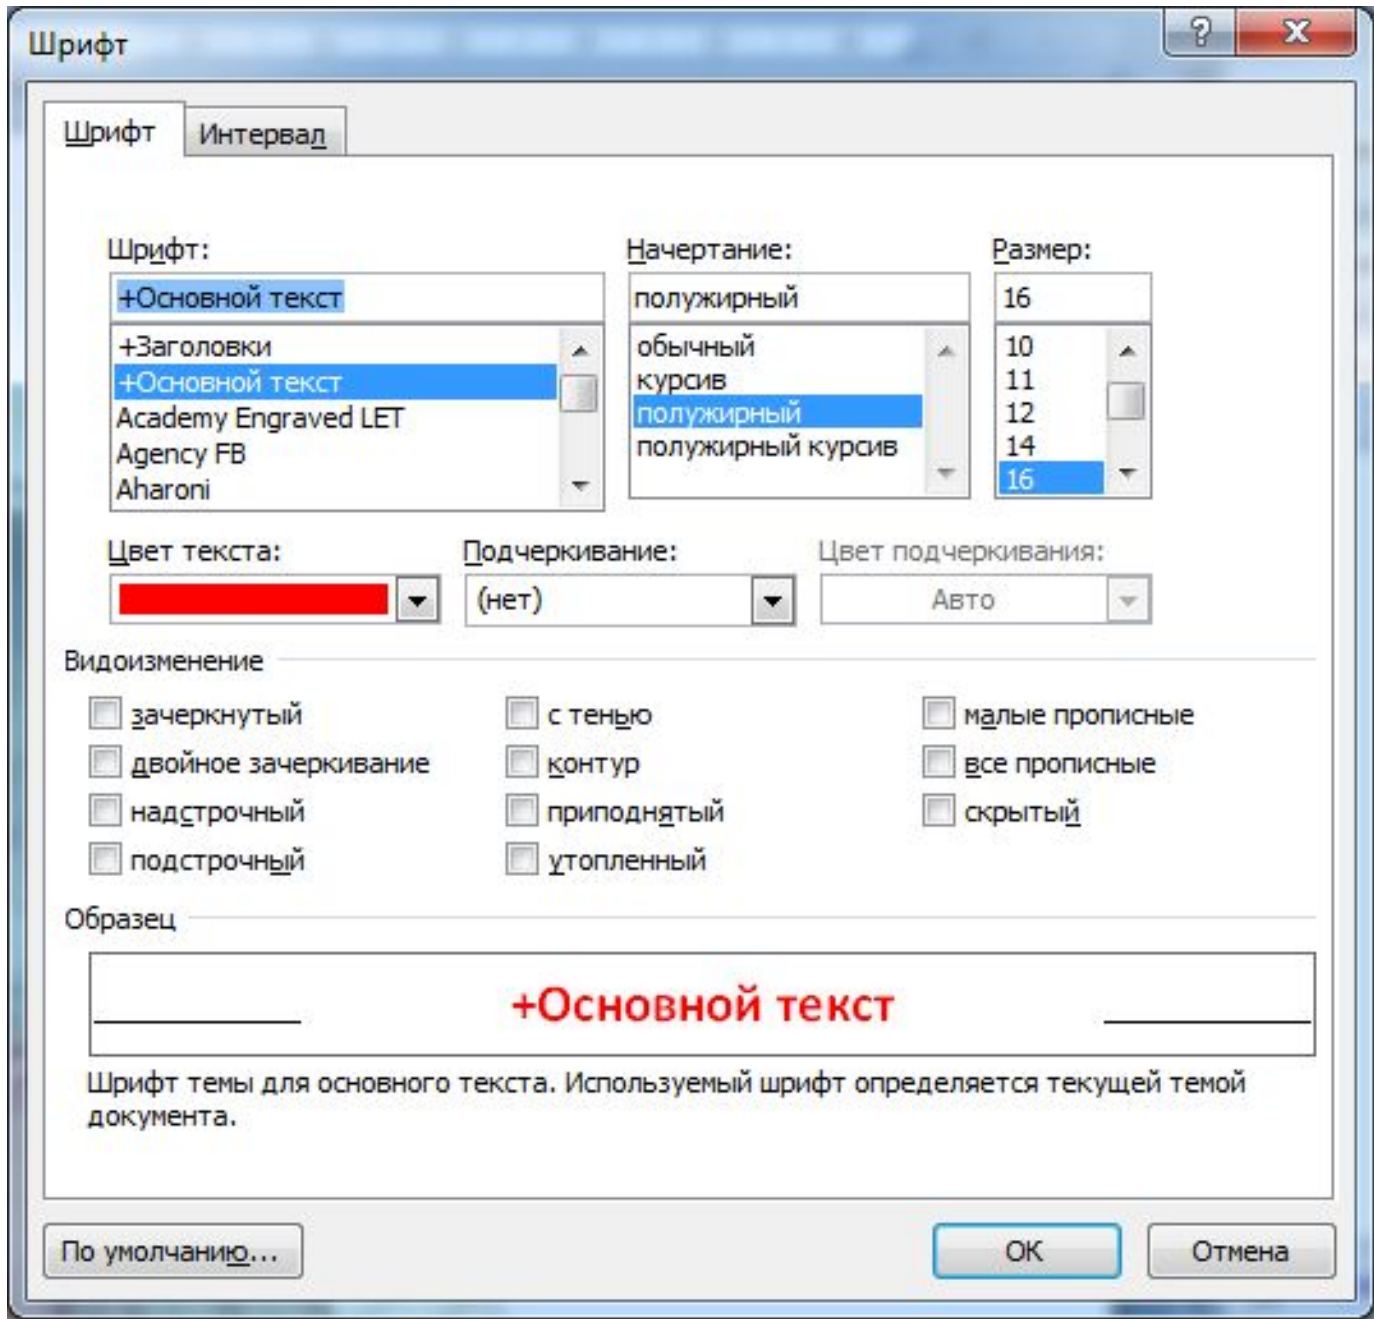 Шрифт
?
Шрифт Интервал
Шрифт: Начертание: Размер:
+Основной текст полужирный 16
+Заголовки обычный 10
+Основной текст курсив 11
Academy Engraved LET полужирный 12
Agency FB полужирный курсив 14
Aharoni 16
Цвет текста: Подчеркивание: Цвет подчеркивания:
(нет) Авто
Видоизменение
зачеркнутый с тенью малые прописные
двойное зачеркивание контур все прописные
надстрочный приподнятый скрытый
подстрочный утопленный
Образец
+Основной текст
Шрифт темы для основного текста. Используемый шрифт определяется текущей темой
документа.
По умолчанию... ОК Отмена